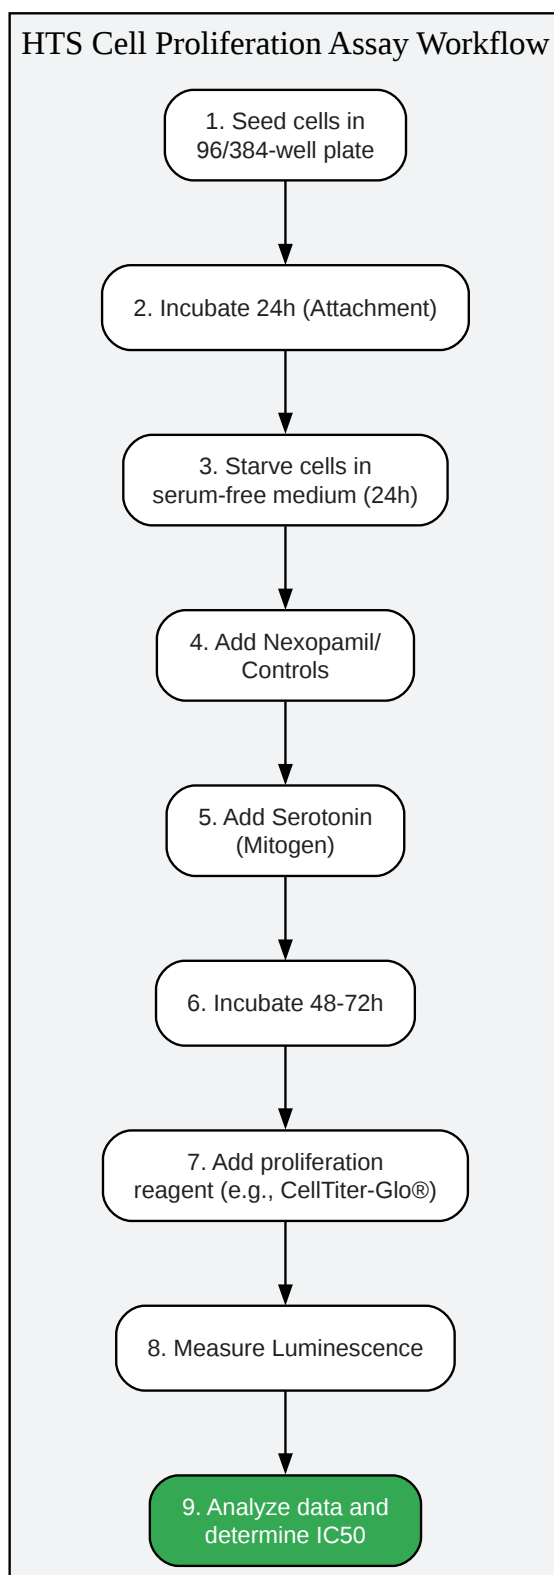 HTS Cell Proliferation Assay Workflow
1. Seed cells in
96/384-well plate
2. Incubate 24h (Attachment)
3. Starve cells in
serum-free medium (24h)
4. Add Nexopamil/
Controls
5. Add Serotonin
(Mitogen)
6. Incubate 48-72h
7. Add proliferation
reagent (e.g., CellTiter-Glo®)
8. Measure Luminescence
9. Analyze data and
determine IC50